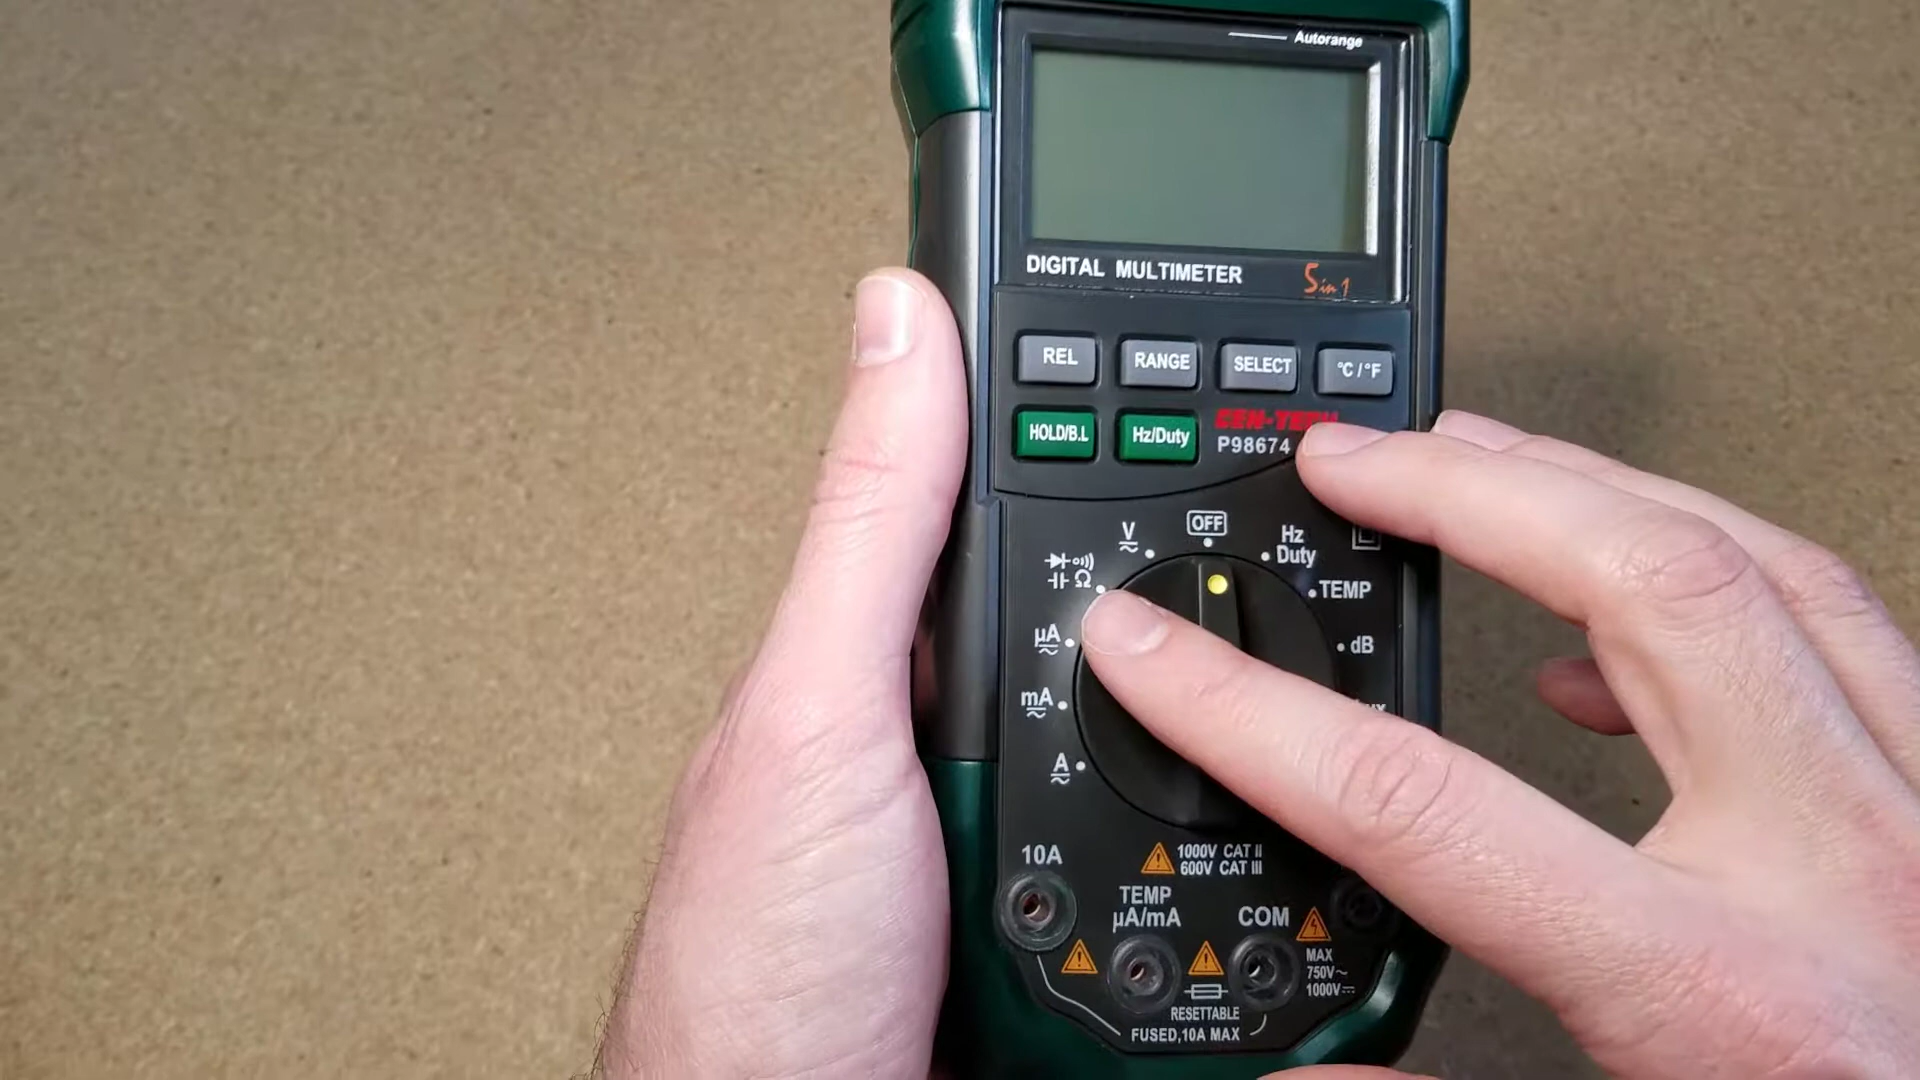 Autorange
DIGITAL MULTIMETER
5 in 1
REL
RANGE
SELECT
°C/°F
HOLD/B.L
Hz/Duty
CEN-TECH
P98674
OFF
V
Hz
Duty
Ω
TEMP
µA
dB
mA
A
10A
1000V CAT II
600V CAT III
TEMP
µA/mA
COM
MAX
750V~
1000V⎓
RESETTABLE
FUSED,10A MAX